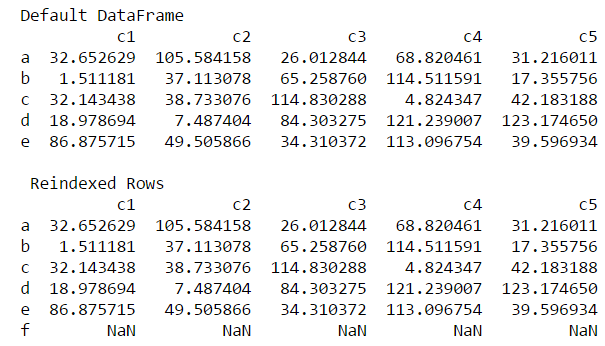 Default DataFrame
c1 c2 c3 c4 c5
a 32.652629 105.584158 26.012844 68.820461 31.216011
b 1.511181 37.113078 65.258760 114.511591 17.355756
c 32.143438 38.733076 114.830288 4.824347 42.183188
d 18.978694 7.487404 84.303275 121.239007 123.174650
e 86.875715 49.505866 34.310372 113.096754 39.596934
Reindexed Rows
c1 c2 c3 c4 c5
a 32.652629 105.584158 26.012844 68.820461 31.216011
b 1.511181 37.113078 65.258760 114.511591 17.355756
c 32.143438 38.733076 114.830288 4.824347 42.183188
d 18.978694 7.487404 84.303275 121.239007 123.174650
e 86.875715 49.505866 34.310372 113.096754 39.596934
f NaN NaN NaN NaN NaN